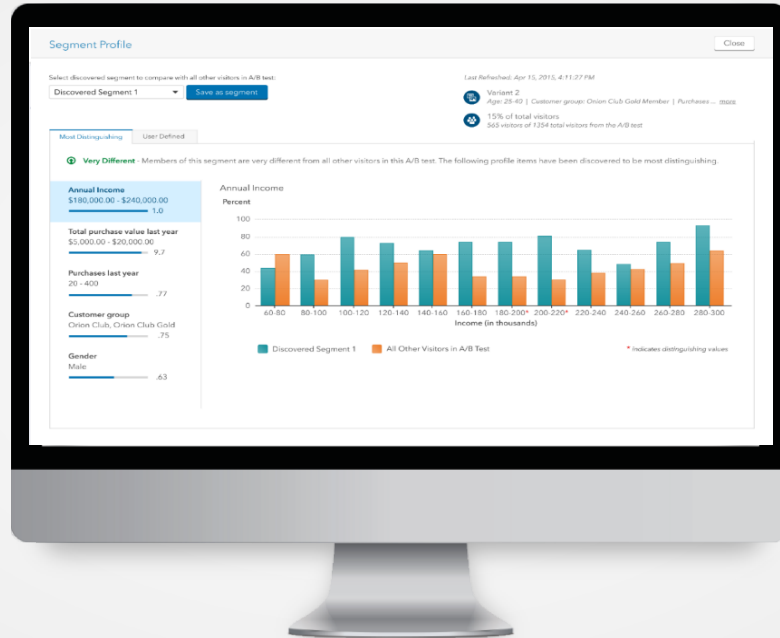 Segment Profile
Close
Select discovered segment to compare with all other visitors in A/B test:
Discovered Segment 1
Save as segment
Last Refreshed: Apr 15, 2015, 4:11:27 PM
Variant 2
Age: 25-40 | Customer group: Orion Club Gold Member | Purchases ... more
15% of total visitors
565 visitors of 1354 total visitors from the A/B test
Most Distinguishing
User Defined
Very Different - Members of this segment are very different from all other visitors in this A/B test. The following profile items have been discovered to be most distinguishing.
Annual Income
$180,000.00 - $240,000.00
1.0
Total purchase value last year
$5,000.00 - $20,000.00
9.7
Purchases last year
20 - 400
.77
Customer group
Orion Club, Orion Club Gold
.75
Gender
Male
.63
Annual Income
Percent
100
80
60
40
20
0
60-80 80-100 100-120 120-140 140-160 160-180 180-200* 200-220* 220-240 240-260 260-280 280-300
Income (in thousands)
Discovered Segment 1 All Other Visitors in A/B Test
* indicates distinguishing values